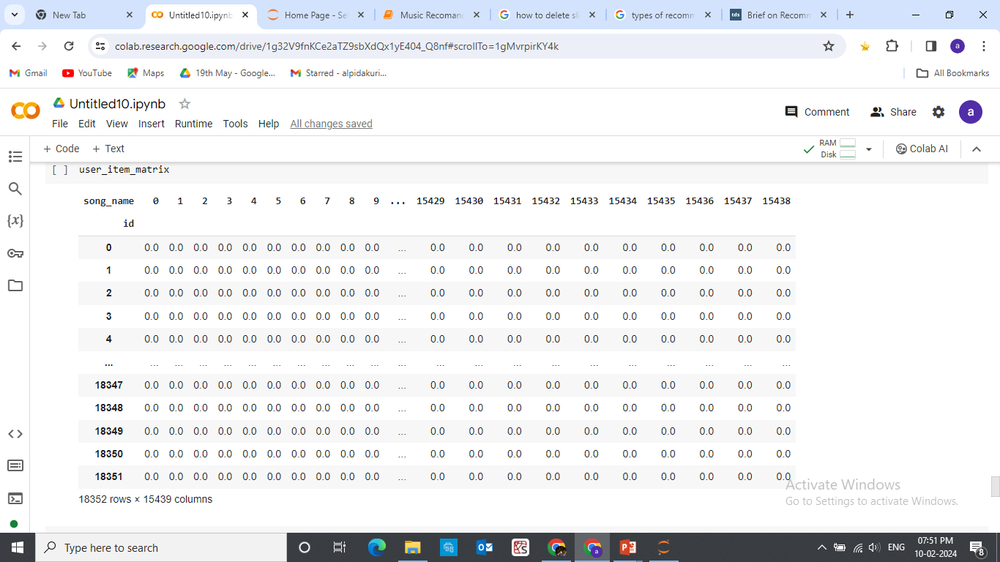 New Tab Untitled10.ipynb Home Page - Se Music Recoman how to delete sl types of recomm Brief on Recomm
colab.research.google.com/drive/1g32V9fnKCe2aTZ9sbXdQx1yE404_Q8nf#scrollTo=1gMvrpirKY4k a
Gmail YouTube Maps 19th May - Google... Starred - alpidakuri... All Bookmarks
Untitled10.ipynb
File Edit View Insert Runtime Tools Help All changes saved Comment Share a
+ Code + Text RAM Disk Colab AI
[ ] user_item_matrix
song_name 0 1 2 3 4 5 6 7 8 9 ... 15429 15430 15431 15432 15433 15434 15435 15436 15437 15438
id
0 0.0 0.0 0.0 0.0 0.0 0.0 0.0 0.0 0.0 0.0 ... 0.0 0.0 0.0 0.0 0.0 0.0 0.0 0.0 0.0 0.0
1 0.0 0.0 0.0 0.0 0.0 0.0 0.0 0.0 0.0 0.0 ... 0.0 0.0 0.0 0.0 0.0 0.0 0.0 0.0 0.0 0.0
2 0.0 0.0 0.0 0.0 0.0 0.0 0.0 0.0 0.0 0.0 ... 0.0 0.0 0.0 0.0 0.0 0.0 0.0 0.0 0.0 0.0
3 0.0 0.0 0.0 0.0 0.0 0.0 0.0 0.0 0.0 0.0 ... 0.0 0.0 0.0 0.0 0.0 0.0 0.0 0.0 0.0 0.0
4 0.0 0.0 0.0 0.0 0.0 0.0 0.0 0.0 0.0 0.0 ... 0.0 0.0 0.0 0.0 0.0 0.0 0.0 0.0 0.0 0.0
... ... ... ... ... ... ... ... ... ... ... ... ... ... ... ... ... ... ... ... ... ...
18347 0.0 0.0 0.0 0.0 0.0 0.0 0.0 0.0 0.0 0.0 ... 0.0 0.0 0.0 0.0 0.0 0.0 0.0 0.0 0.0 0.0
18348 0.0 0.0 0.0 0.0 0.0 0.0 0.0 0.0 0.0 0.0 ... 0.0 0.0 0.0 0.0 0.0 0.0 0.0 0.0 0.0 0.0
18349 0.0 0.0 0.0 0.0 0.0 0.0 0.0 0.0 0.0 0.0 ... 0.0 0.0 0.0 0.0 0.0 0.0 0.0 0.0 0.0 0.0
18350 0.0 0.0 0.0 0.0 0.0 0.0 0.0 0.0 0.0 0.0 ... 0.0 0.0 0.0 0.0 0.0 0.0 0.0 0.0 0.0 0.0
18351 0.0 0.0 0.0 0.0 0.0 0.0 0.0 0.0 0.0 0.0 ... 0.0 0.0 0.0 0.0 0.0 0.0 0.0 0.0 0.0 0.0
18352 rows × 15439 columns
Activate Windows
Go to Settings to activate Windows.
Type here to search ENG 07:51 PM 8
10-02-2024